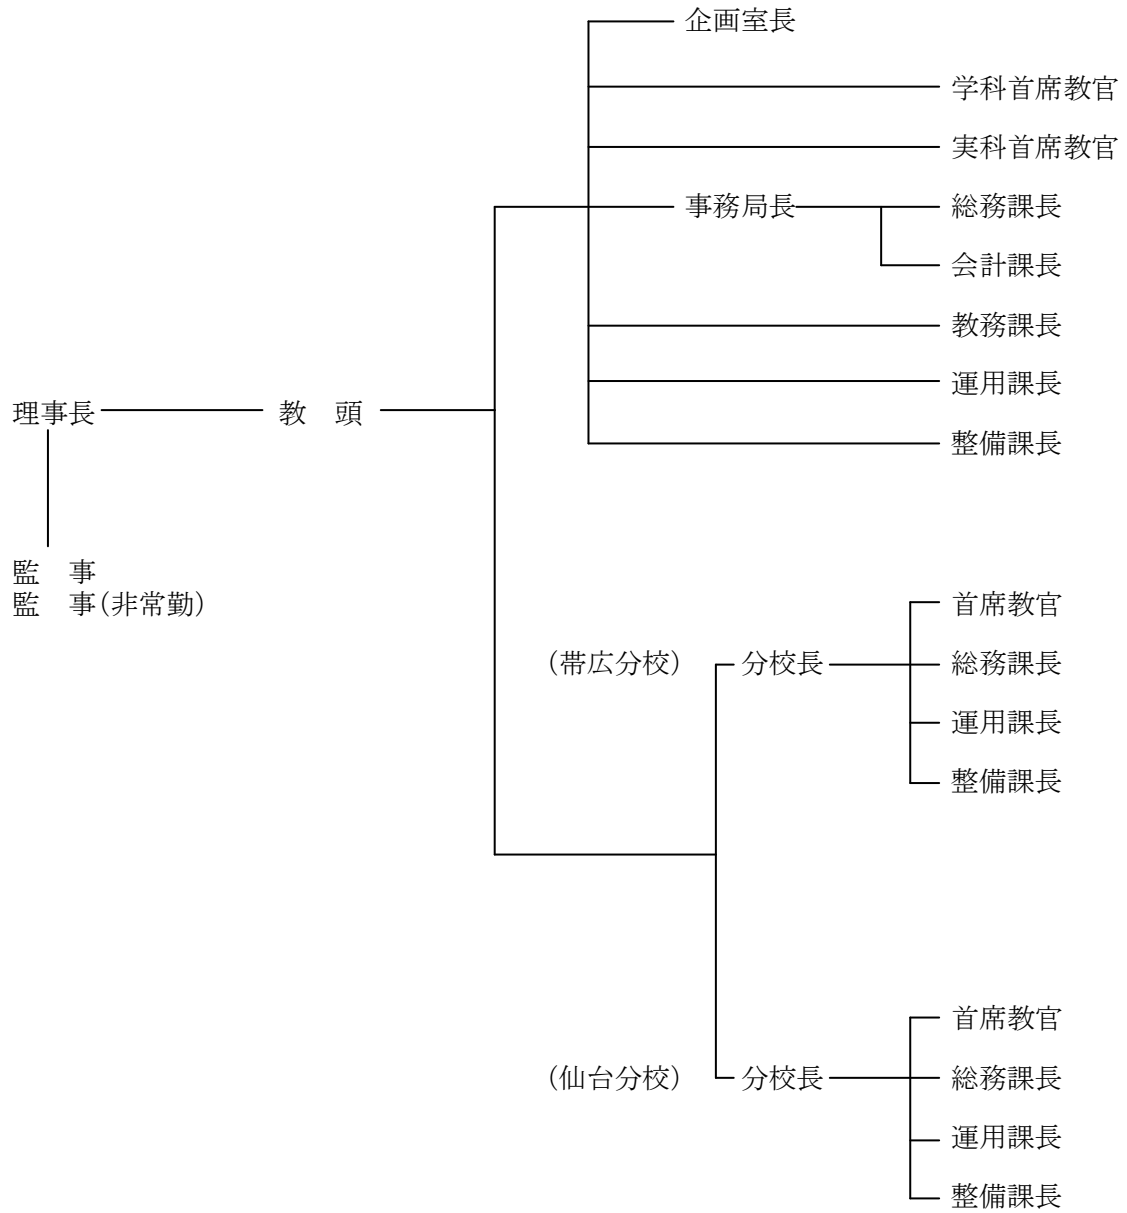 企画室長
学科首席教官
実科首席教官
事務局長 総務課長
会計課長
教務課長
運用課長
理事長 教　頭
整備課長
監　事
監　事(非常勤)
首席教官
(帯広分校) 分校長 総務課長
運用課長
整備課長
首席教官
(仙台分校) 分校長 総務課長
運用課長
整備課長